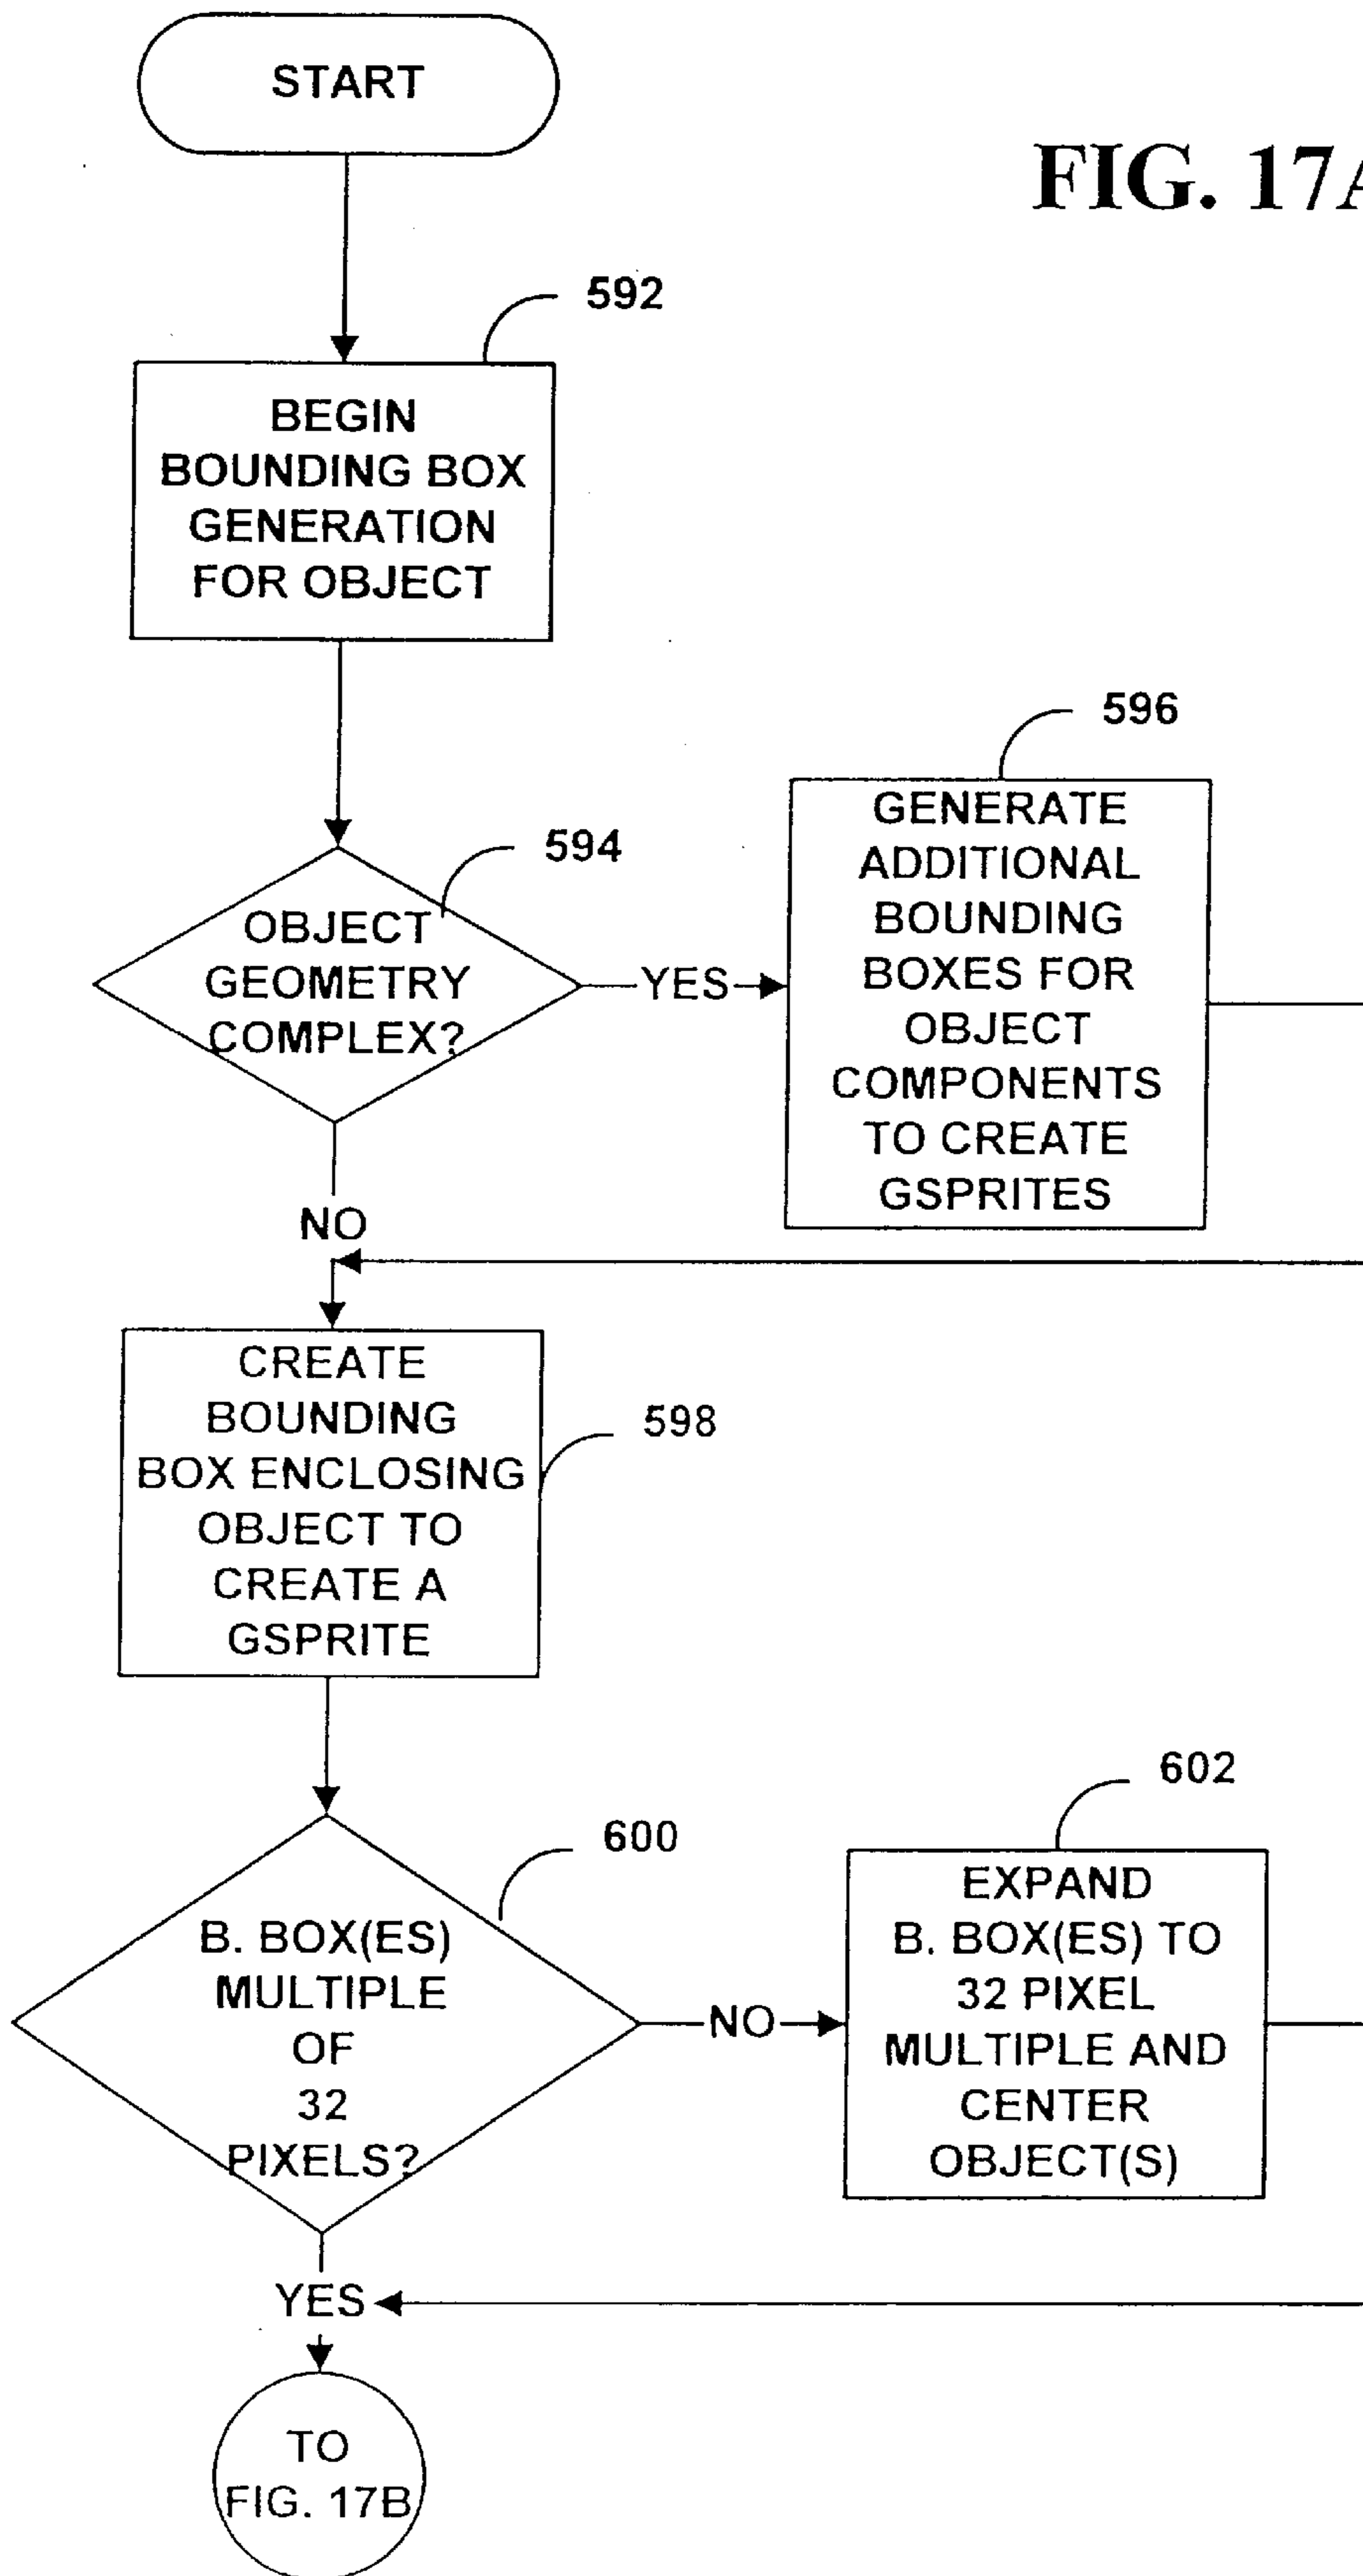 START
FIG. 17A
592
BEGIN
BOUNDING BOX
GENERATION
FOR OBJECT
594
OBJECT
GEOMETRY
COMPLEX?
YES
596
GENERATE
ADDITIONAL
BOUNDING
BOXES FOR
OBJECT
COMPONENTS
TO CREATE
GSPRITES
NO
CREATE
BOUNDING
BOX ENCLOSING
OBJECT TO
CREATE A
GSPRITE
598
600
B. BOX(ES)
MULTIPLE
OF
32
PIXELS?
NO
602
EXPAND
B. BOX(ES) TO
32 PIXEL
MULTIPLE AND
CENTER
OBJECT(S)
YES
TO
FIG. 17B